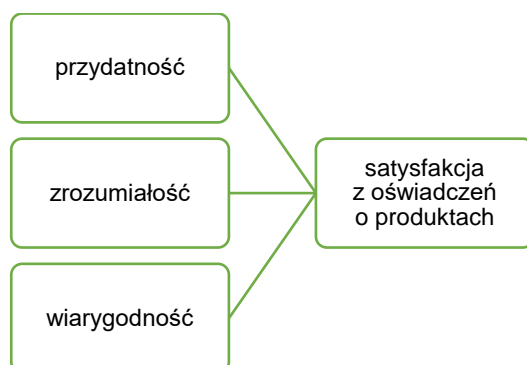 przydatność
zrozumiałość
wiarygodność
satysfakcja
z oświadczeń
o produktach